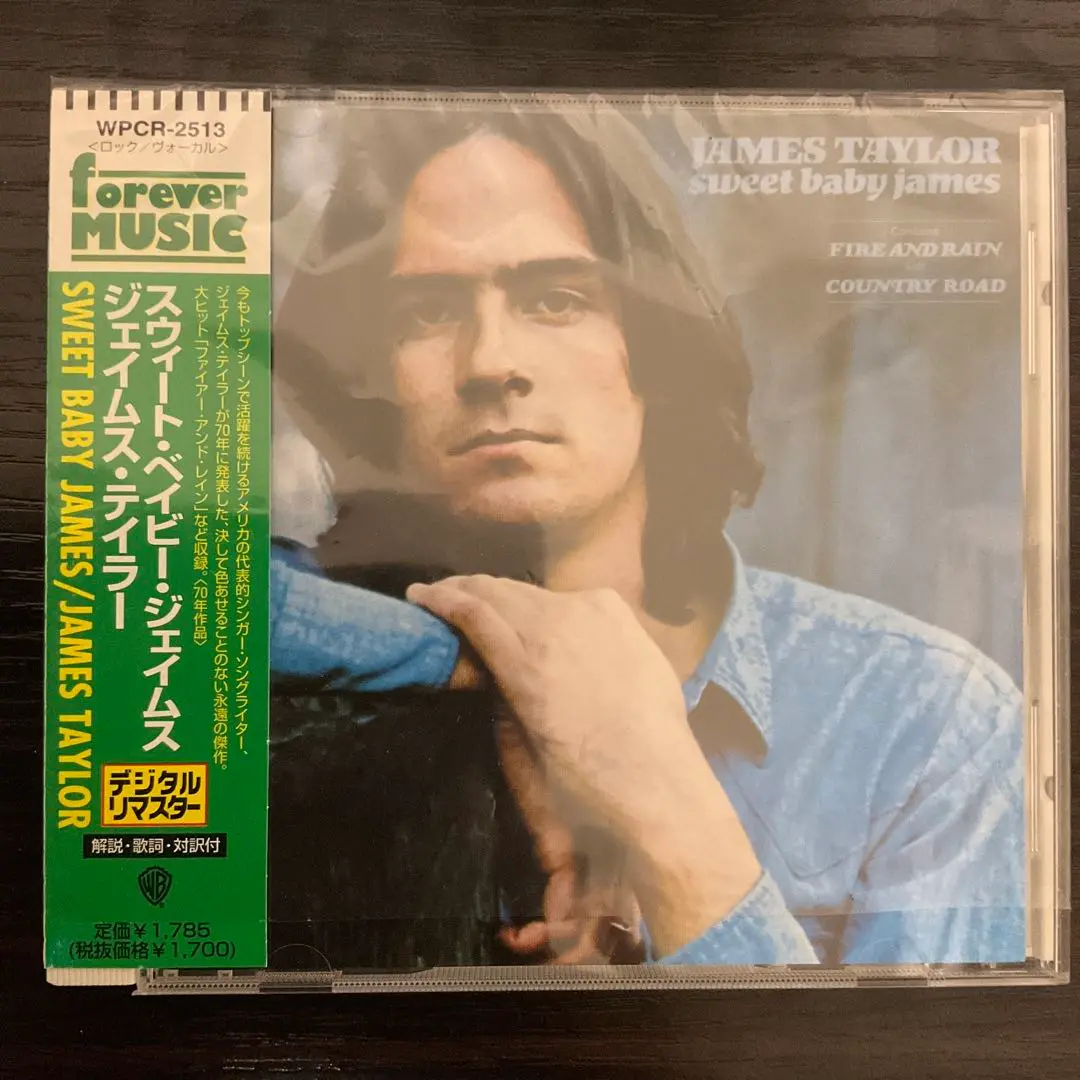 WPCR-2513
<ロック/ヴォーカル>
forever
MUSIC
今もトップシーンで活躍を続けるアメリカの代表的シンガー・ソングライター、
ジェイムス・テイラーが70年に発表した、決して色あせることのない永遠の傑作。
大ヒット「ファイアー・アンド・レイン」など収録。<70年作品>
スウィート・ベイビー・ジェイムス
ジェイムス・テイラー
SWEET BABY JAMES/JAMES TAYLOR
デジタル
リマスター
解説・歌詞・対訳付
WB
定価¥1,785
(税抜価格¥1,700)
JAMES TAYLOR
sweet baby james
FIRE AND RAIN
COUNTRY ROAD